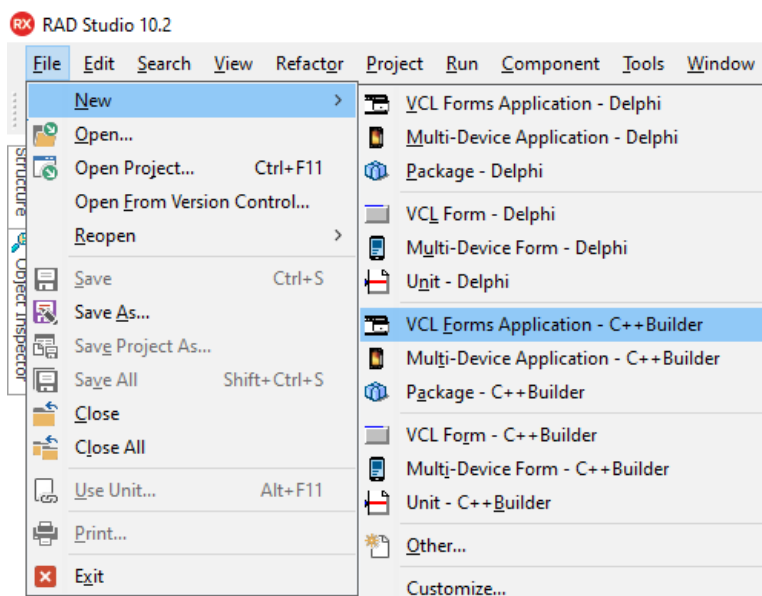 RAD Studio 10.2
File Edit Search View Refactor Project Run Component Tools Window
New
Open...
Open Project... Ctrl+F11
Open From Version Control...
Reopen
Save Ctrl+S
Save As...
Save Project As...
Save All Shift+Ctrl+S
Close
Close All
Use Unit... Alt+F11
Print...
Exit
VCL Forms Application - Delphi
Multi-Device Application - Delphi
Package - Delphi
VCL Form - Delphi
Multi-Device Form - Delphi
Unit - Delphi
VCL Forms Application - C++Builder
Multi-Device Application - C++Builder
Package - C++Builder
VCL Form - C++Builder
Multi-Device Form - C++Builder
Unit - C++Builder
Other...
Customize...
Structure
Object Inspector